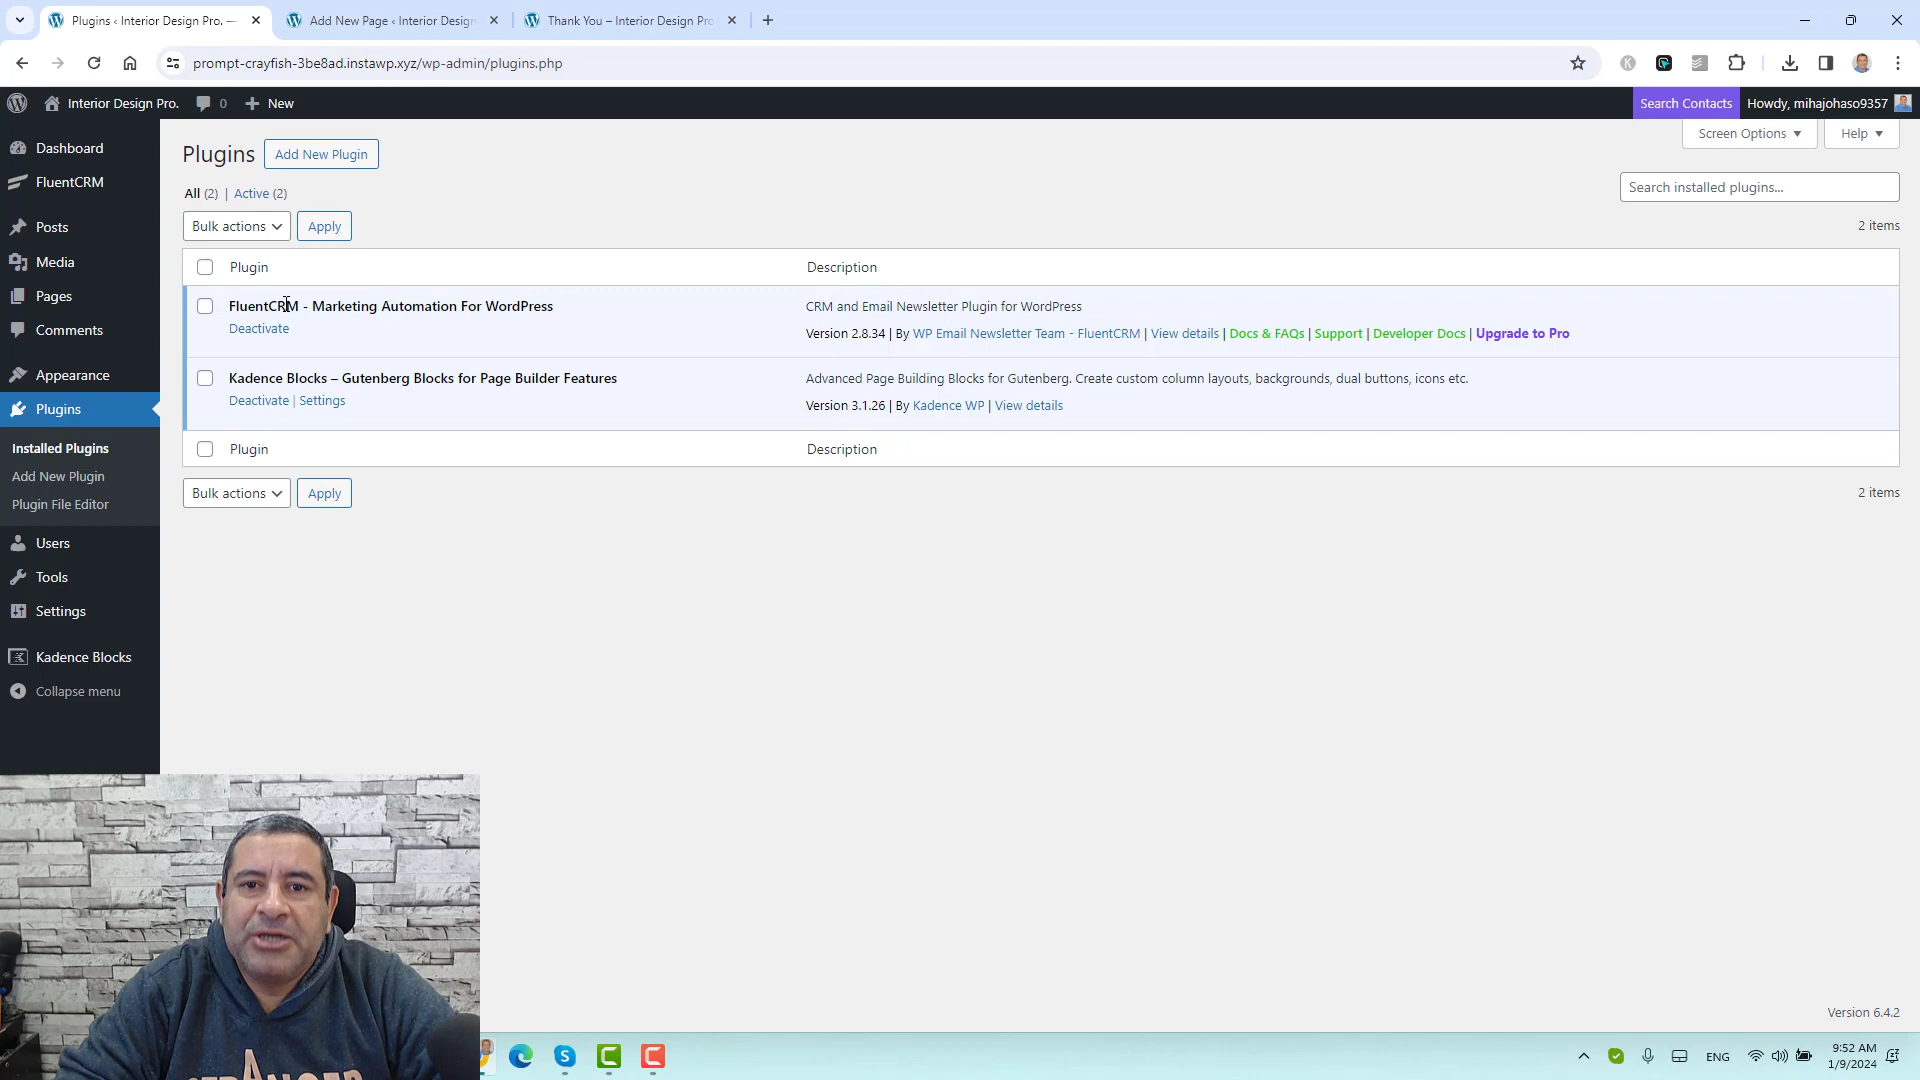 Plugins ‹ Interior Design Pro. —
Add New Page ‹ Interior Design
Thank You – Interior Design Pro
prompt-crayfish-3be8ad.instawp.xyz/wp-admin/plugins.php
Interior Design Pro.
0
New
Search Contacts
Howdy, mihajohaso9357
Dashboard
FluentCRM
Posts
Media
Pages
Comments
Appearance
Plugins
Installed Plugins
Add New Plugin
Plugin File Editor
Users
Tools
Settings
Kadence Blocks
Collapse menu
Screen Options
Help
Plugins
Add New Plugin
All (2) | Active (2)
Bulk actions
Apply
2 items
Search installed plugins...
Plugin
Description
FluentCRM - Marketing Automation For WordPress
Deactivate
CRM and Email Newsletter Plugin for WordPress
Version 2.8.34 | By WP Email Newsletter Team - FluentCRM | View details | Docs & FAQs | Support | Developer Docs | Upgrade to Pro
Kadence Blocks – Gutenberg Blocks for Page Builder Features
Deactivate | Settings
Advanced Page Building Blocks for Gutenberg. Create custom column layouts, backgrounds, dual buttons, icons etc.
Version 3.1.26 | By Kadence WP | View details
Plugin
Description
Bulk actions
Apply
2 items
Version 6.4.2
ENG
9:52 AM
1/9/2024